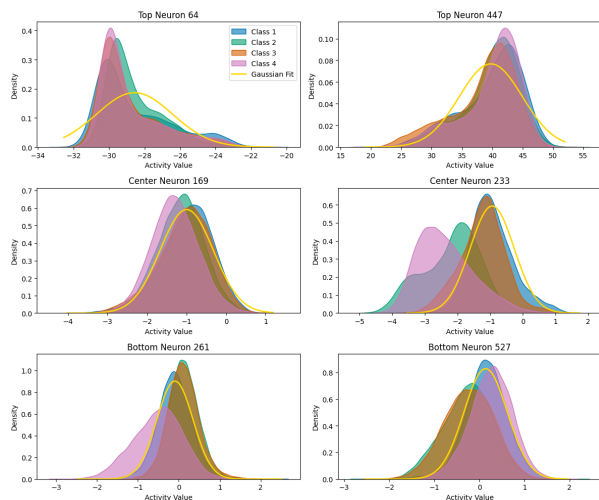 Top Neuron 64
Density
0.4
0.3
0.2
0.1
0.0
−34 −32 −30 −28 −26 −24 −22 −20
Activity Value
Class 1
Class 2
Class 3
Class 4
Gaussian Fit
Top Neuron 447
Density
0.10
0.08
0.06
0.04
0.02
0.00
15 20 25 30 35 40 45 50 55
Activity Value
Center Neuron 169
Density
0.7
0.6
0.5
0.4
0.3
0.2
0.1
0.0
−4 −3 −2 −1 0 1
Activity Value
Center Neuron 233
Density
0.6
0.5
0.4
0.3
0.2
0.1
0.0
−5 −4 −3 −2 −1 0 1 2
Activity Value
Bottom Neuron 261
Density
1.0
0.8
0.6
0.4
0.2
0.0
−3 −2 −1 0 1 2
Activity Value
Bottom Neuron 527
Density
0.8
0.6
0.4
0.2
0.0
−3 −2 −1 0 1 2
Activity Value